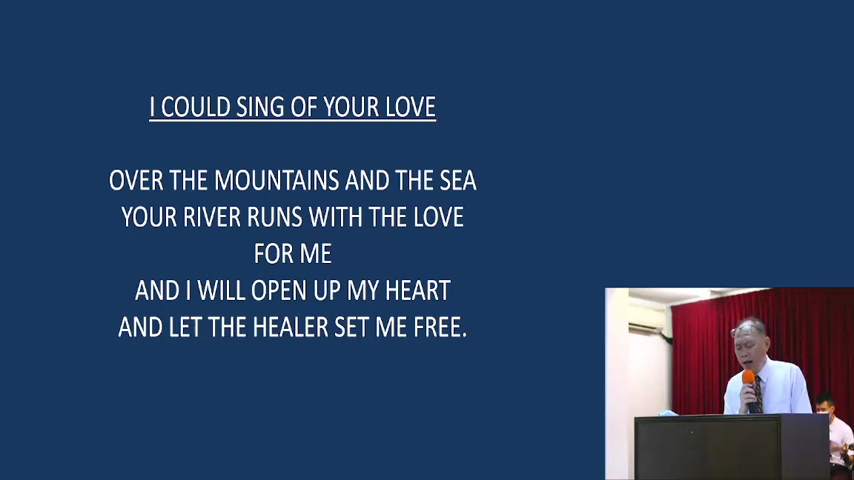 I COULD SING OF YOUR LOVE
OVER THE MOUNTAINS AND THE SEA
YOUR RIVER RUNS WITH THE LOVE
FOR ME
AND I WILL OPEN UP MY HEART
AND LET THE HEALER SET ME FREE.